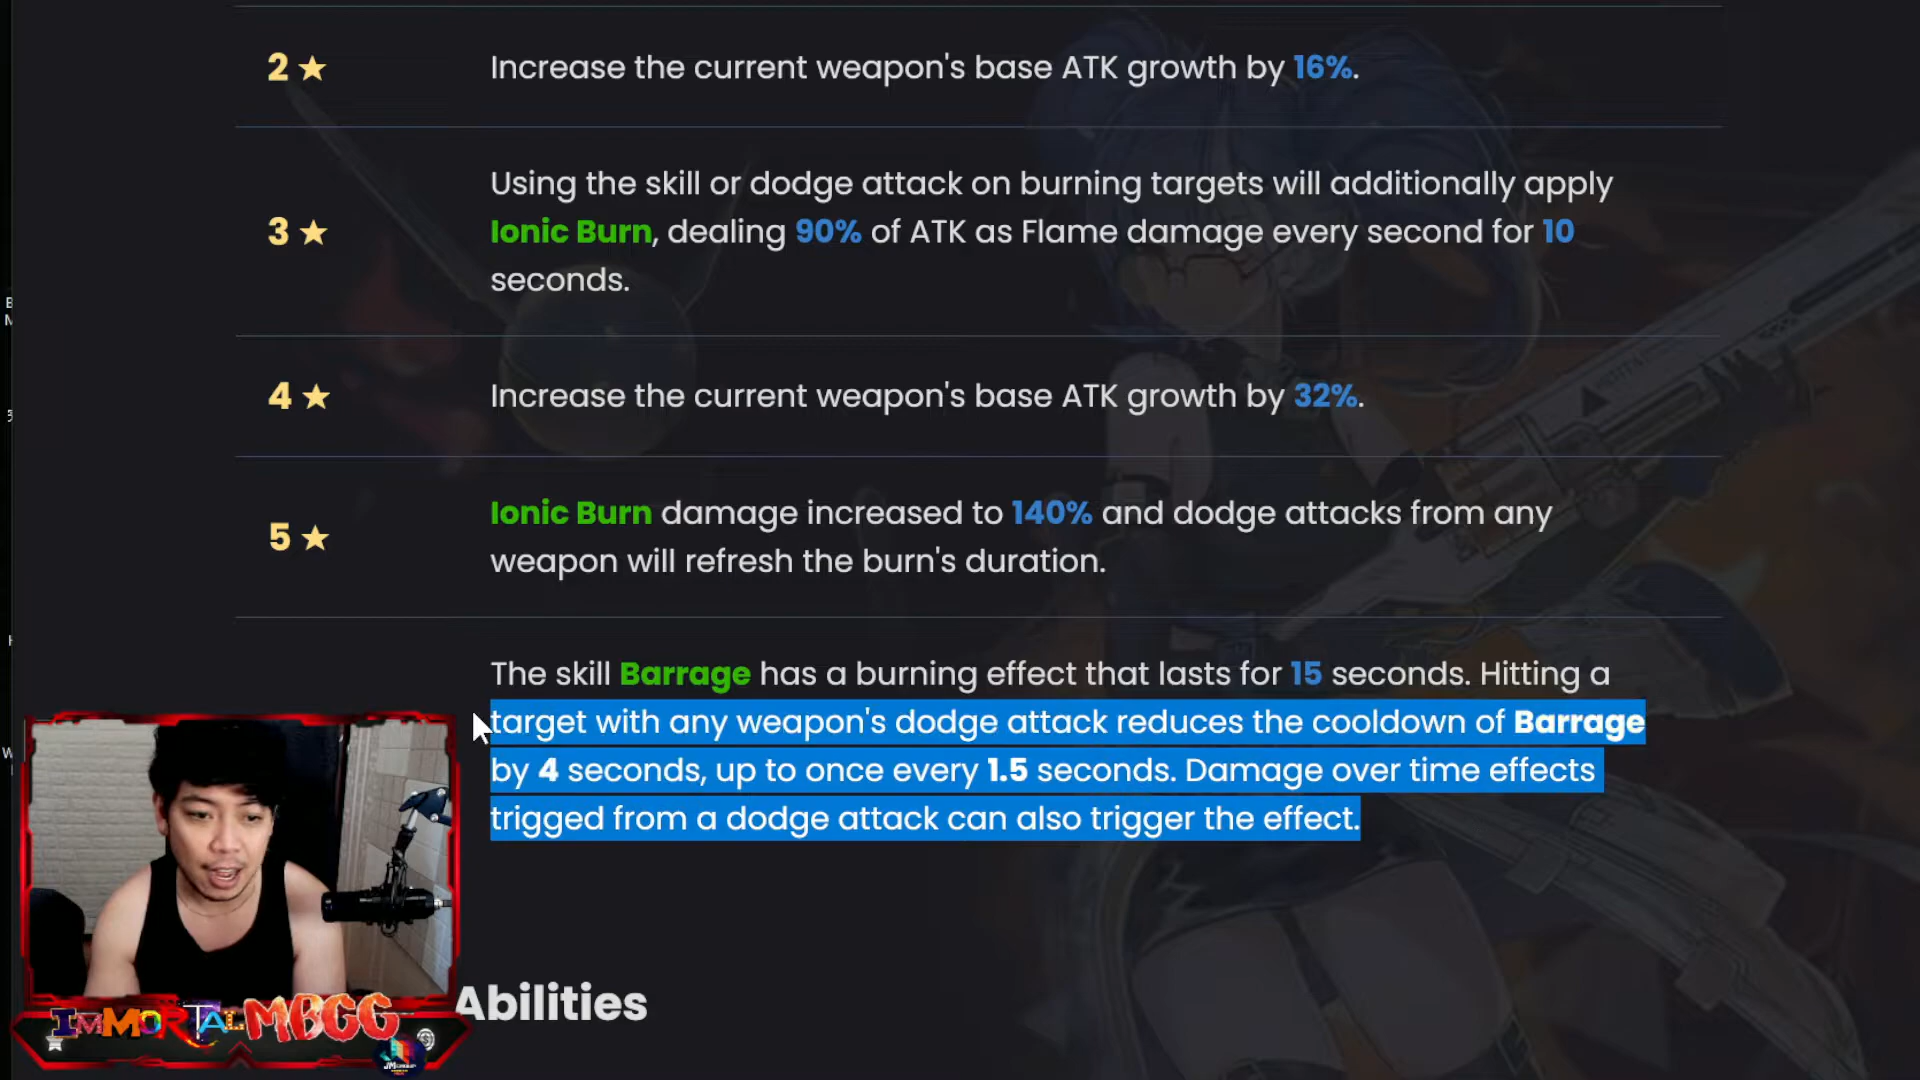 2 ★ Increase the current weapon's base ATK growth by 16%.
Using the skill or dodge attack on burning targets will additionally apply
3 ★ Ionic Burn, dealing 90% of ATK as Flame damage every second for 10
seconds.
4 ★ Increase the current weapon's base ATK growth by 32%.
Ionic Burn damage increased to 140% and dodge attacks from any
5 ★
weapon will refresh the burn's duration.
The skill Barrage has a burning effect that lasts for 15 seconds. Hitting a
target with any weapon's dodge attack reduces the cooldown of Barrage
by 4 seconds, up to once every 1.5 seconds. Damage over time effects
trigged from a dodge attack can also trigger the effect.
Abilities
IMMORTAL MBCG